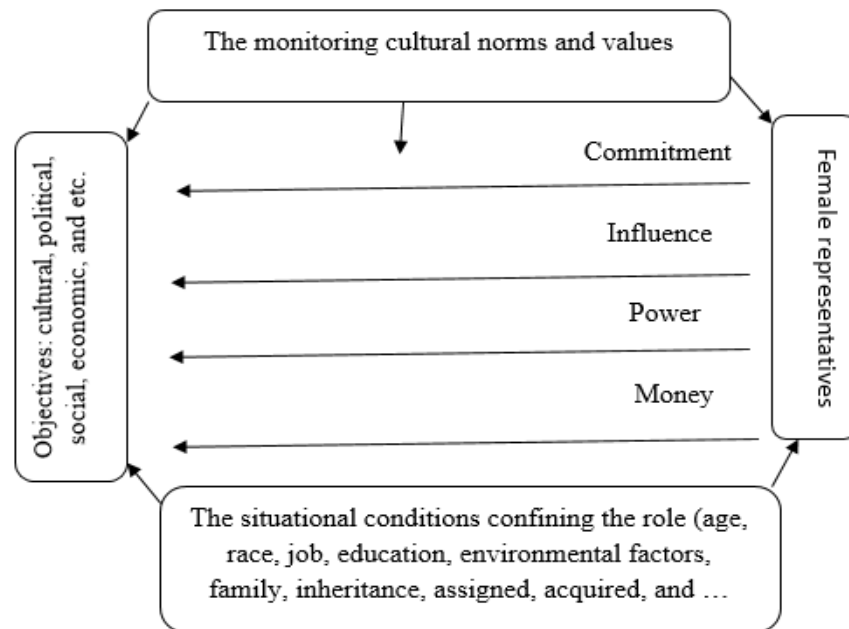 The monitoring cultural norms and values
Objectives: cultural, political,
social, economic, and etc.
Commitment
Influence
Power
Money
Female representatives
The situational conditions confining the role (age,
race, job, education, environmental factors,
family, inheritance, assigned, acquired, and …